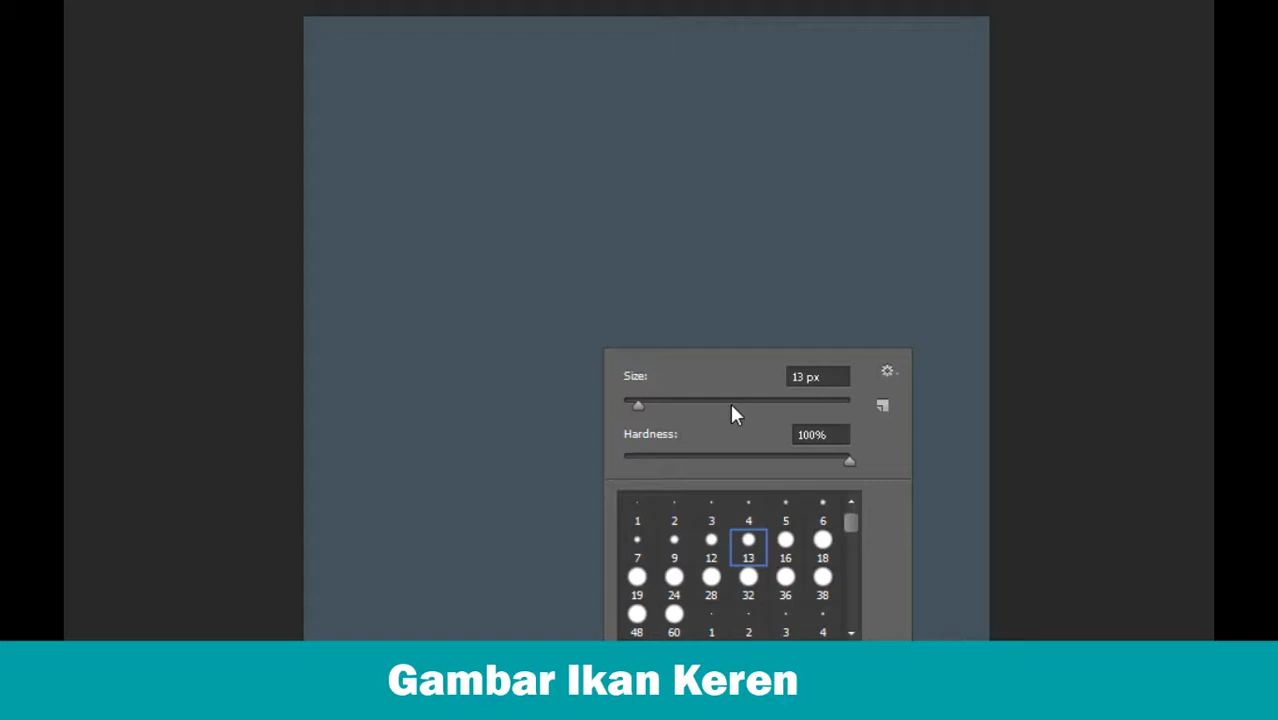 Size: 13 px
Hardness: 100%
1 2 3 4 5 6
7 9 12 13 16 18
19 24 28 32 36 38
48 60 1 2 3 4
Gambar Ikan Keren